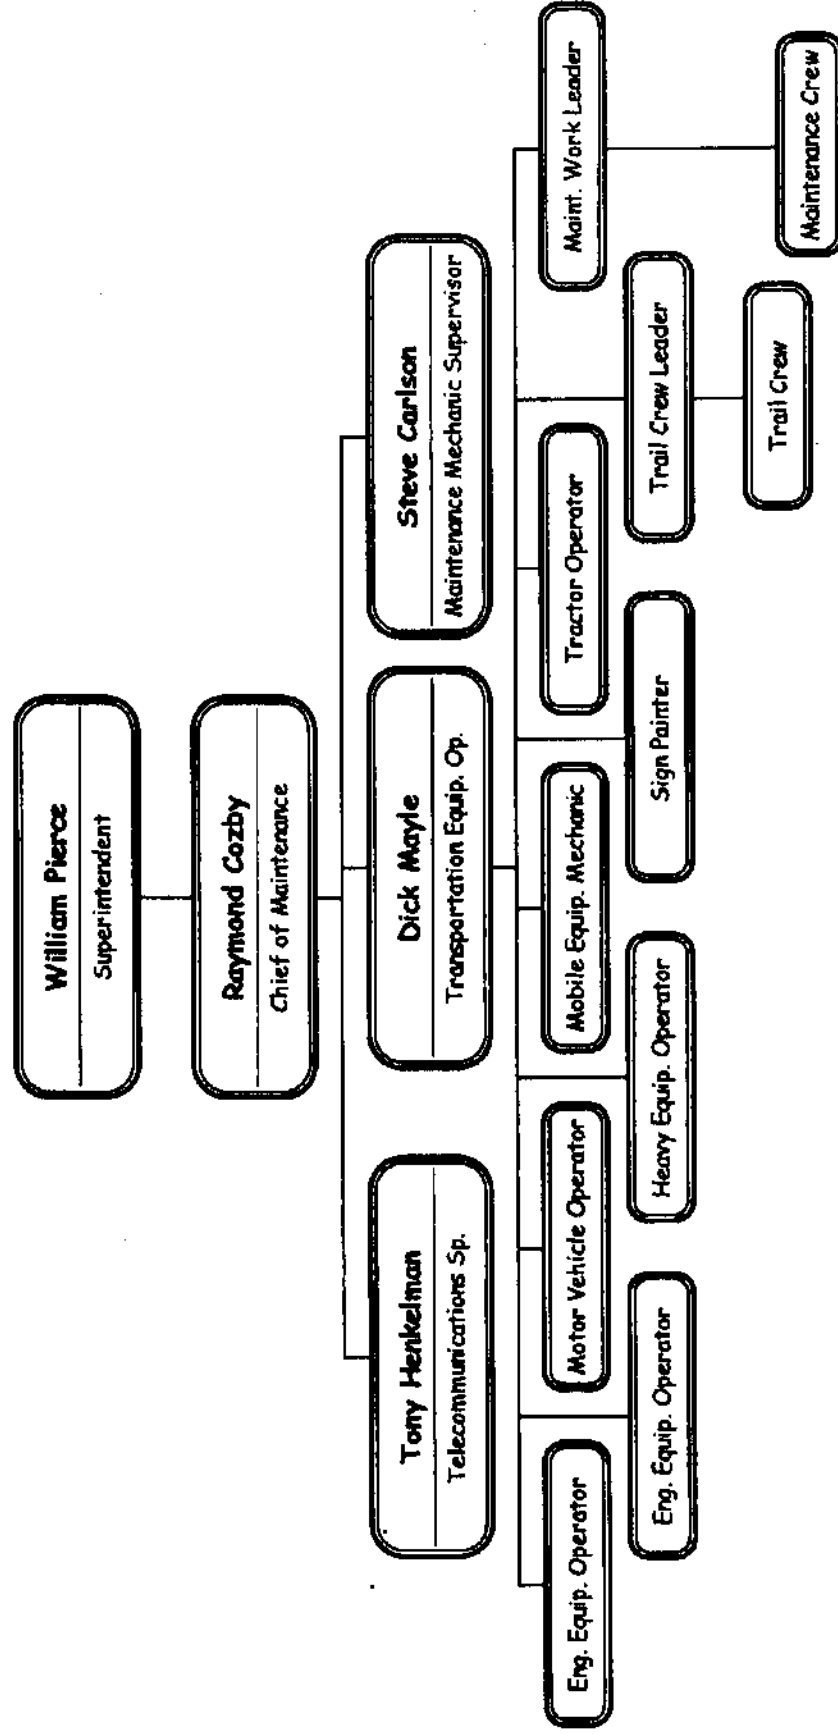 William Pierce
Superintendent
Raymond Cozby
Chief of Maintenance
Tony Henkelman
Telecommunications Sp.
Dick Mayle
Transportation Equip. Op.
Steve Carlson
Maintenance Mechanic Supervisor
Eng. Equip. Operator
Motor Vehicle Operator
Mobile Equip. Mechanic
Tractor Operator
Maint. Work Leader
Eng. Equip. Operator
Heavy Equip. Operator
Sign Painter
Trail Crew Leader
Trail Crew
Maintenance Crew